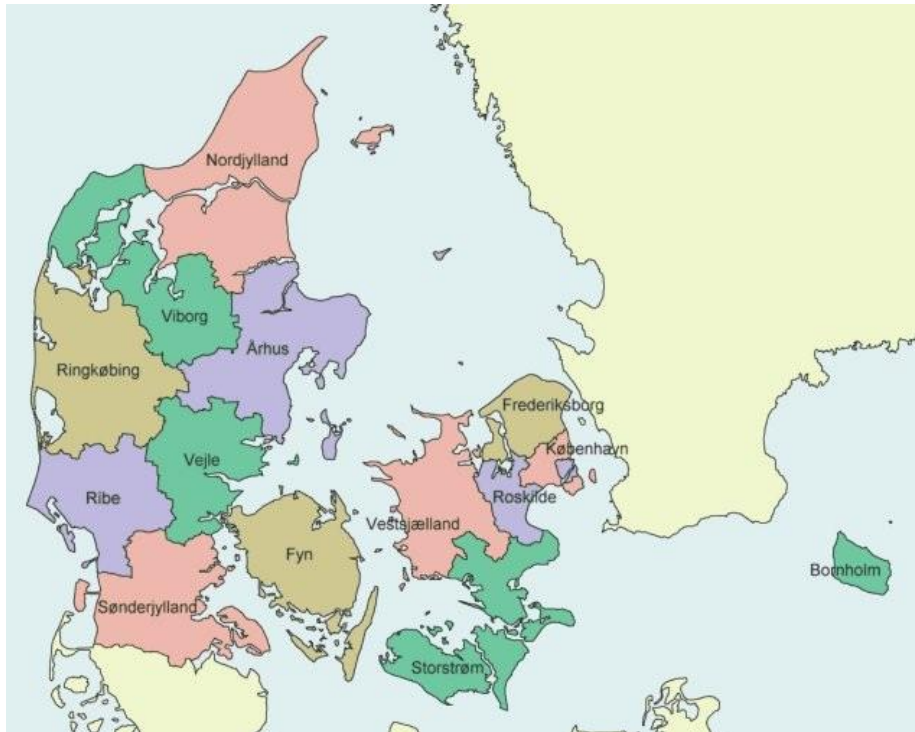 Nordjylland
Viborg
Århus
Ringkøbing
Frederiksborg
København
Vejle
Ribe
Roskilde
Vestsjælland
Fyn
Bornholm
Sønderjylland
Storstrøm